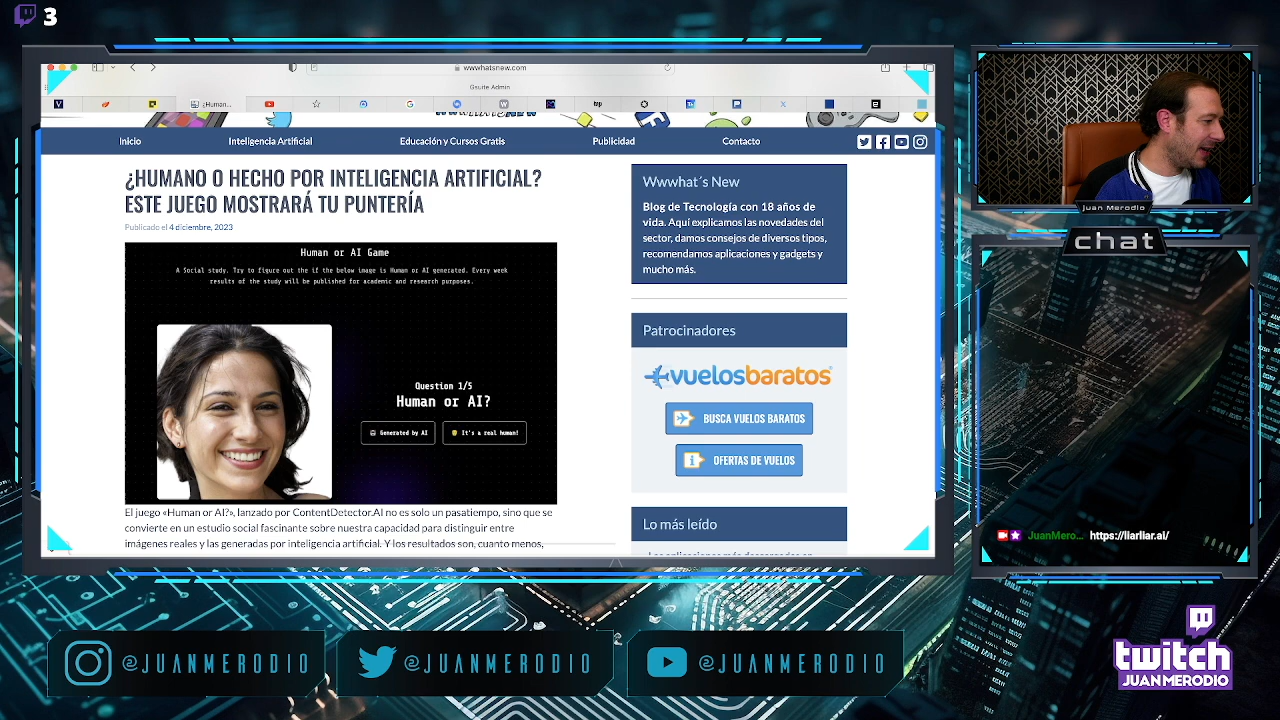 3
wwwhatsnew.com
Gsuite Admin
¿Human...
tap
Inicio
Inteligencia Artificial
Educación y Cursos Gratis
Publicidad
Contacto
¿HUMANO O HECHO POR INTELIGENCIA ARTIFICIAL?
ESTE JUEGO MOSTRARÁ TU PUNTERÍA
Publicado el 4 diciembre, 2023
Human or AI Game
A Social study. Try to figure out the if the below image is Human or AI generated. Every week
results of the study will be published for academic and research purposes.
Question 1/5
Human or AI?
Generated by AI
It's a real human!
El juego «Human or AI?», lanzado por ContentDetector.AI no es solo un pasatiempo, sino que se
convierte en un estudio social fascinante sobre nuestra capacidad para distinguir entre
imágenes reales y las generadas por inteligencia artificial. Y los resultados son, cuanto menos,
Wwwhat´s New
Blog de Tecnología con 18 años de
vida. Aquí explicamos las novedades del
sector, damos consejos de diversos tipos,
recomendamos aplicaciones y gadgets y
mucho más.
Patrocinadores
vuelosbaratos
BUSCA VUELOS BARATOS
OFERTAS DE VUELOS
Lo más leído
Juan Merodio
chat
JuanMero... https://liarliar.ai/
@JUANMERODIO
@JUANMERODIO
@JUANMERODIO
twitch
JUANMERODIO